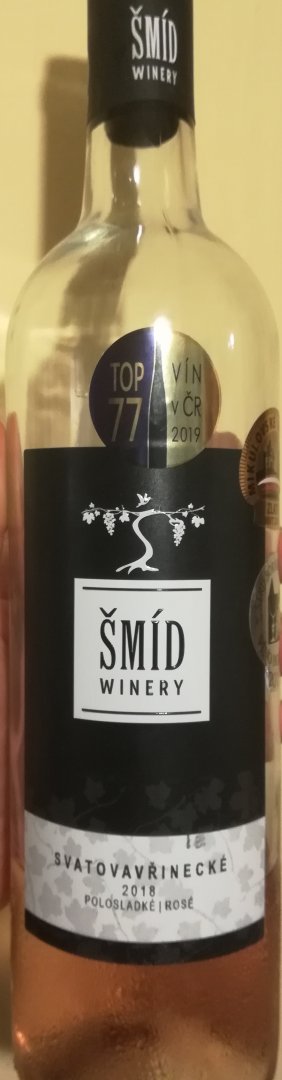 ŠMÍD
WINERY
TOP
77
VÍN
v ČR
2019
ŠMÍD
WINERY
SVATOVAVŘINECKÉ
2018
POLOSLADKÉ | ROSÉ